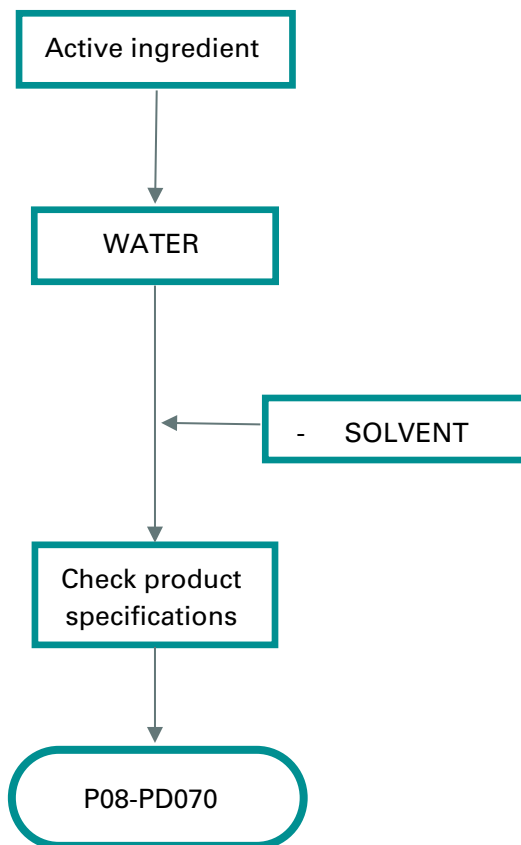 Active ingredient
WATER
- SOLVENT
Check product
specifications
P08-PD070